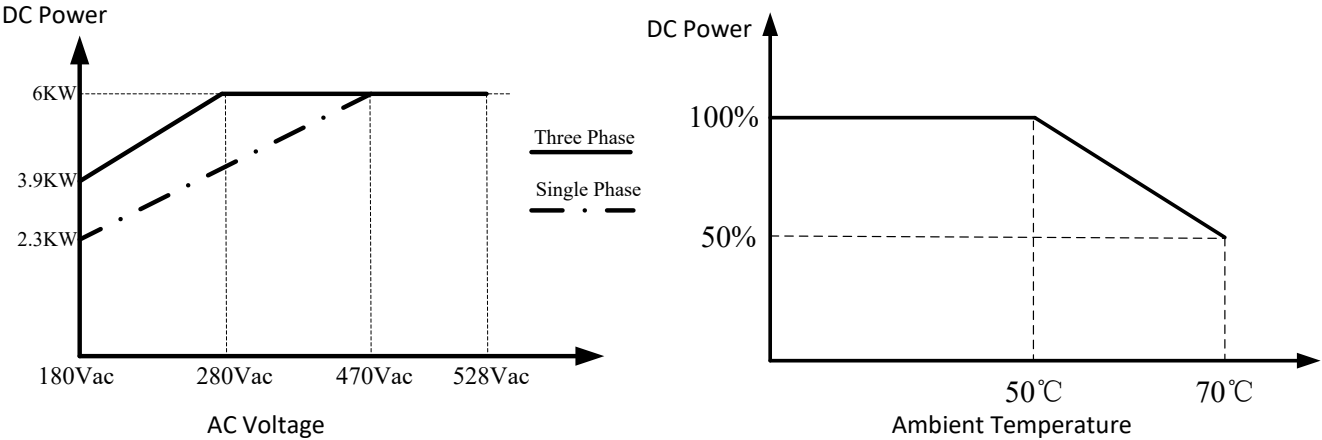 DC Power
6KW
3.9KW
2.3KW
180Vac 280Vac 470Vac 528Vac
AC Voltage
Three Phase
Single Phase
DC Power
100%
50%
50℃ 70℃
Ambient Temperature